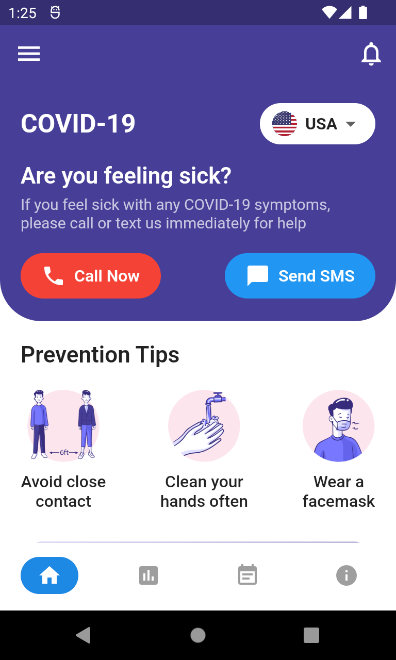 1:25
COVID-19
USA
Are you feeling sick?
If you feel sick with any COVID-19 symptoms,
please call or text us immediately for help
Call Now
Send SMS
Prevention Tips
6ft
Avoid close
contact
Clean your
hands often
Wear a
facemask